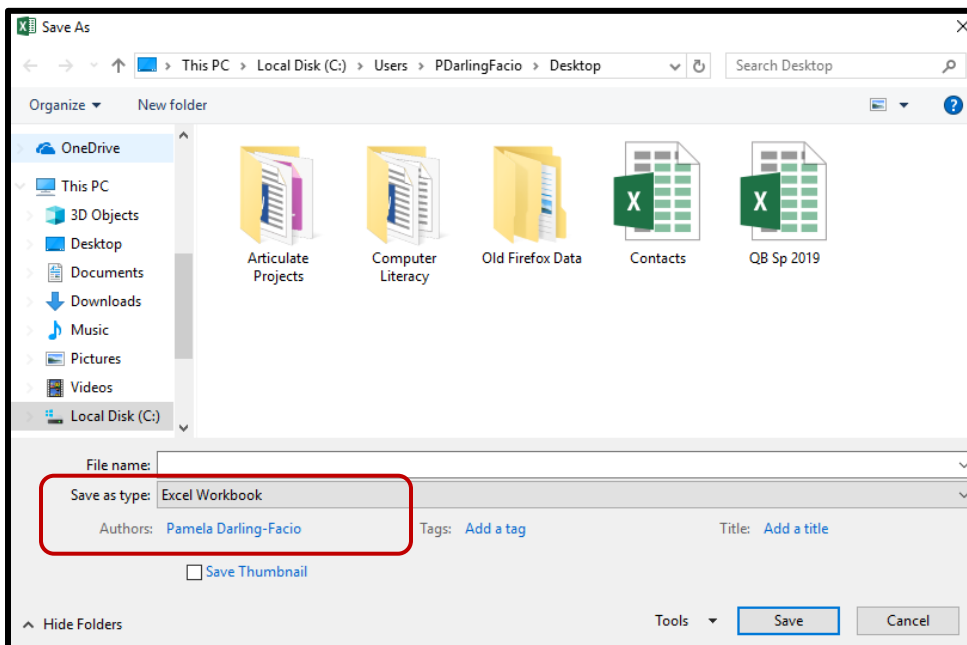 Save As
This PC > Local Disk (C:) > Users > PDarlingFacio > Desktop
Search Desktop
Organize
New folder
?
OneDrive
This PC
3D Objects
Desktop
Documents
Downloads
Music
Pictures
Videos
Local Disk (C:)
Articulate
Projects
Computer
Literacy
Old Firefox Data
X
Contacts
X
QB Sp 2019
File name:
Save as type: Excel Workbook
Authors: Pamela Darling-Facio
Tags: Add a tag
Title: Add a title
Save Thumbnail
Hide Folders
Tools
Save
Cancel